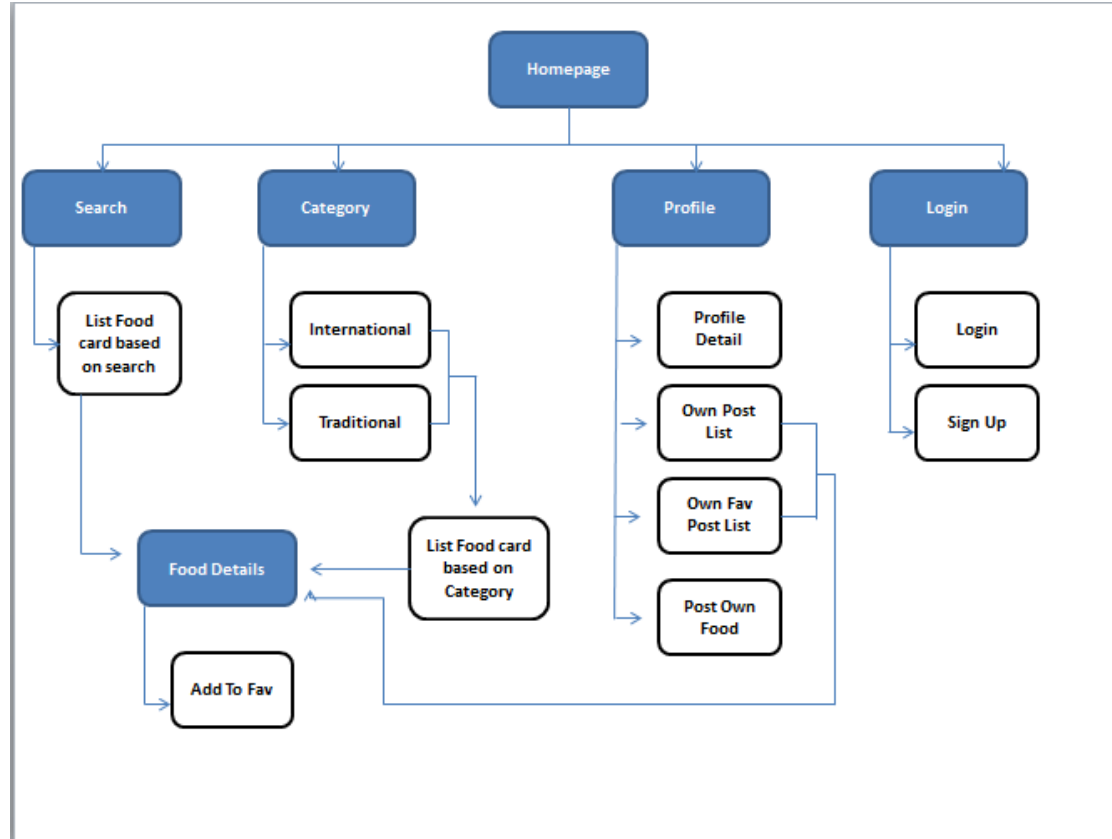 Homepage
Search
Category
Profile
Login
List Food
card based
on search
International
Traditional
Profile
Detail
Own Post
List
Own Fav
Post List
Post Own
Food
Login
Sign Up
List Food card
based on
Category
Food Details
Add To Fav